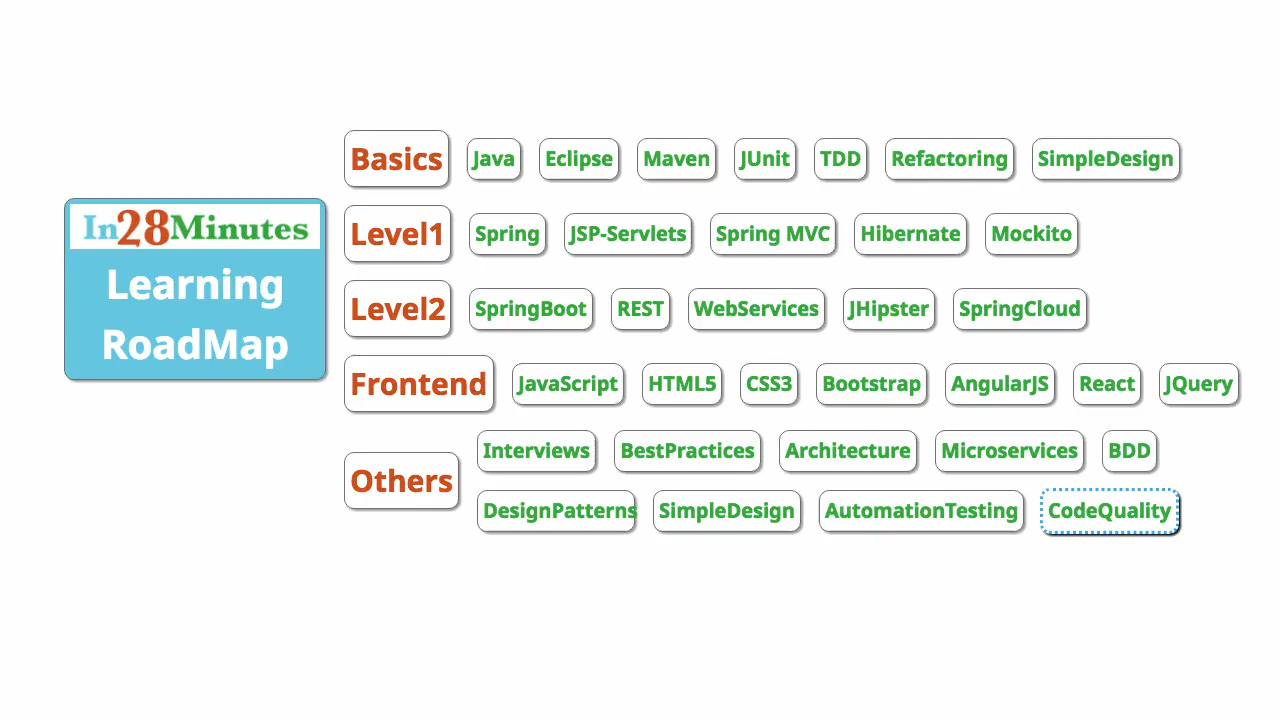 In28Minutes
Learning
RoadMap
Basics Java Eclipse Maven JUnit TDD Refactoring SimpleDesign
Level1 Spring JSP-Servlets Spring MVC Hibernate Mockito
Level2 SpringBoot REST WebServices JHipster SpringCloud
Frontend JavaScript HTML5 CSS3 Bootstrap AngularJS React JQuery
Others
Interviews BestPractices Architecture Microservices BDD
DesignPatterns SimpleDesign AutomationTesting CodeQuality